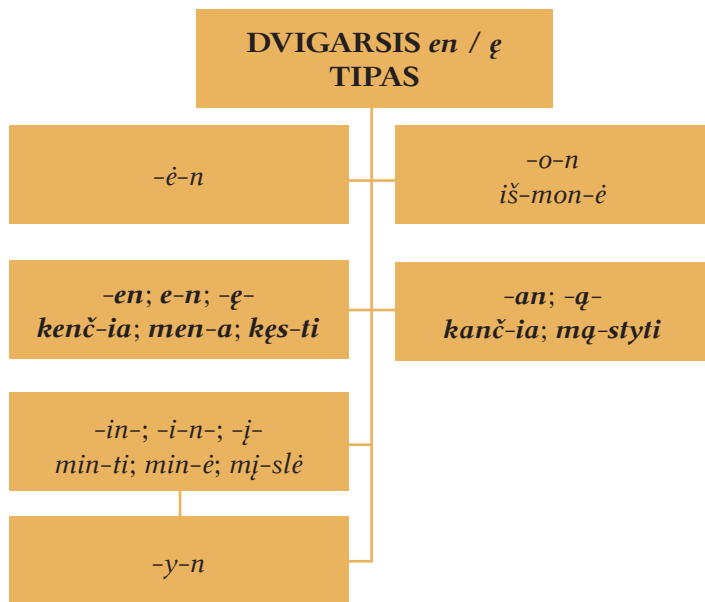 DVIGARSIS en / ę
TIPAS
-ė-n
-o-n
iš-mon-ė
-en; e-n; -ę-
kenč-ia; men-a; kęs-ti
-an; -ą-
kanč-ia; mą-styti
-in-; -i-n-; -į-
min-ti; min-ė; mį-slė
-y-n